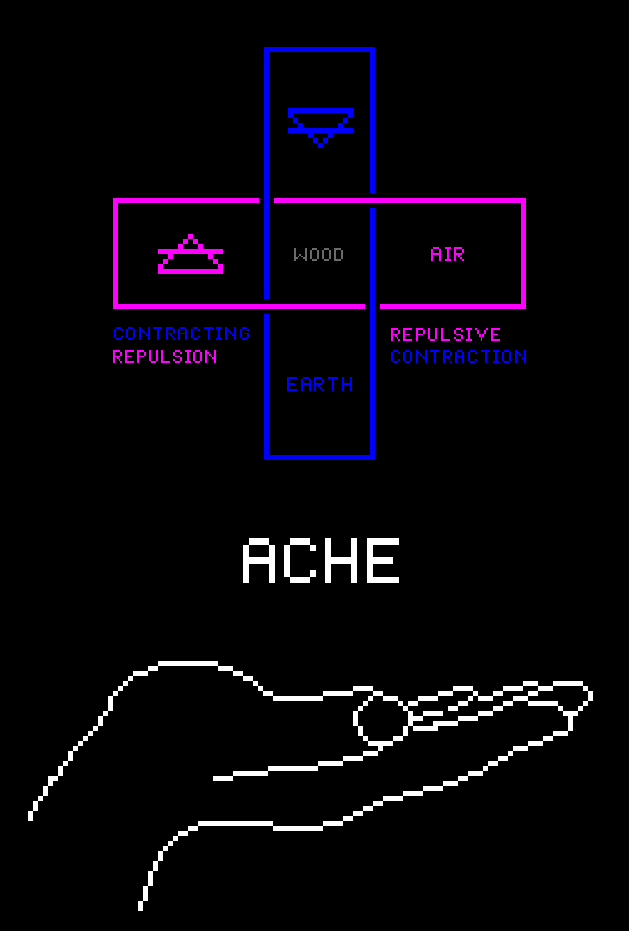 WOOD
AIR
CONTRACTING
REPULSION
REPULSIVE
CONTRACTION
EARTH
ACHE